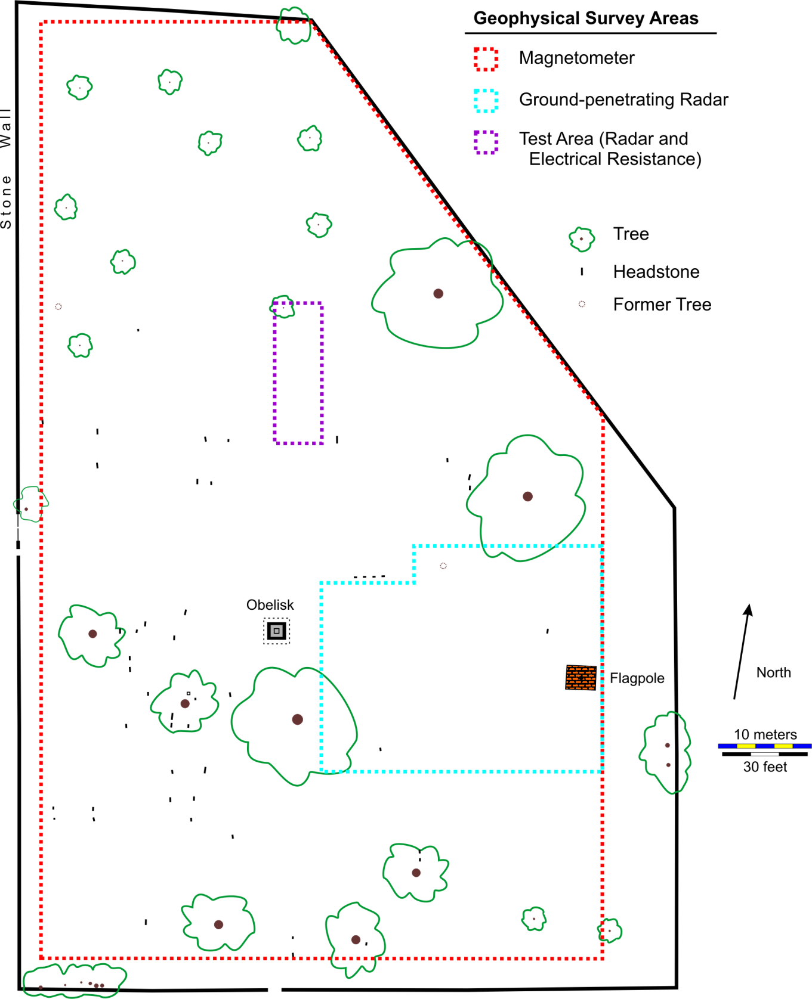 Geophysical Survey Areas
Magnetometer
Ground-penetrating Radar
Test Area (Radar and
Electrical Resistance)
Stone Wall
Tree
Headstone
Former Tree
Obelisk
Flagpole
North
10 meters
30 feet